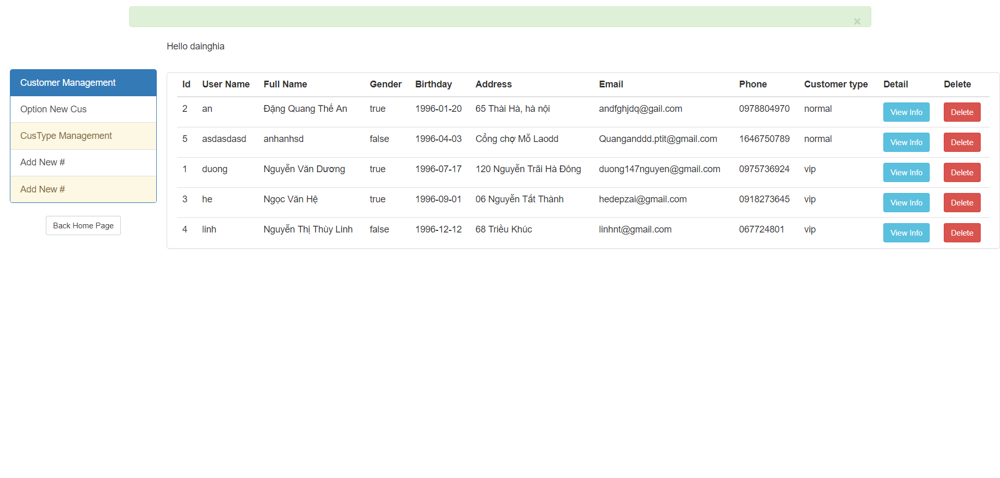 ×
Hello dainghia
Customer Management
Option New Cus
CusType Management
Add New #
Add New #
Back Home Page
Id User Name Full Name Gender Birthday Address Email Phone Customer type Detail Delete
2 an Đặng Quang Thế An true 1996-01-20 65 Thài Hà, hà nội andfghjdq@gail.com 0978804970 normal View Info Delete
5 asdasdasd anhanhsd false 1996-04-03 Cổng chợ Mỗ Laodd Quanganddd.ptit@gmail.com 1646750789 normal View Info Delete
1 duong Nguyễn Văn Dương true 1996-07-17 120 Nguyễn Trãi Hà Đông duong147nguyen@gmail.com 0975736924 vip View Info Delete
3 he Ngọc Văn Hệ true 1996-09-01 06 Nguyễn Tất Thành hedepzai@gmail.com 0918273645 vip View Info Delete
4 linh Nguyễn Thị Thùy Linh false 1996-12-12 68 Triều Khúc linhnt@gmail.com 067724801 vip View Info Delete